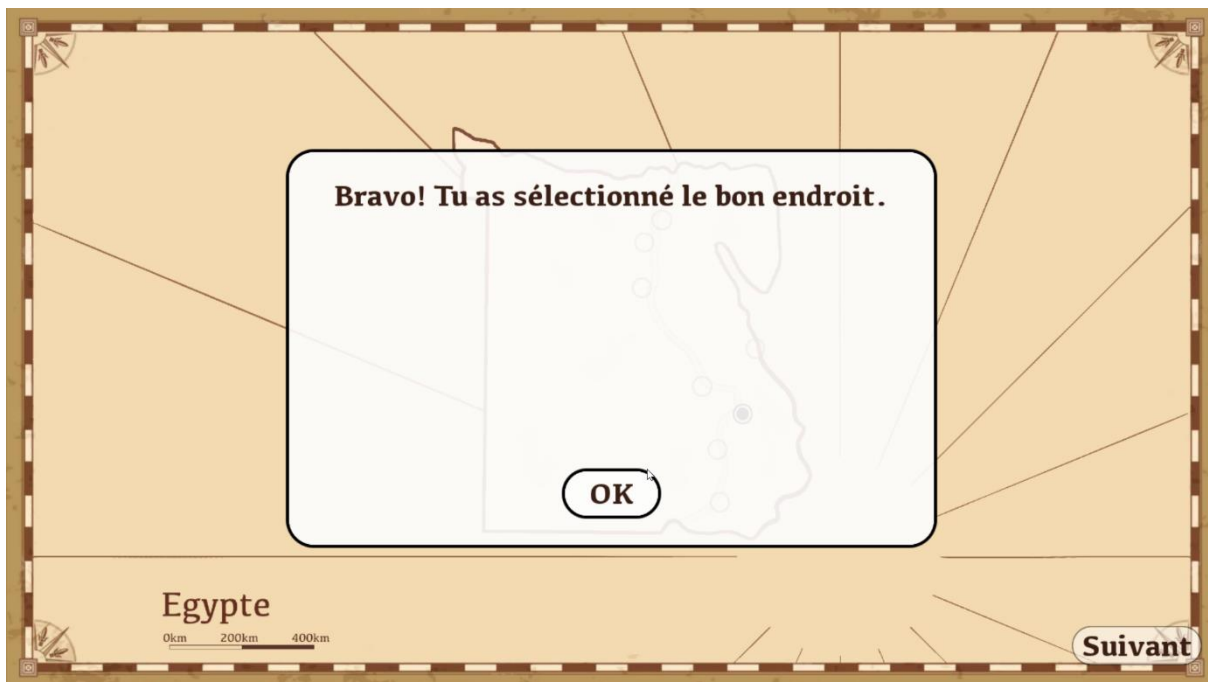 Bravo! Tu as sélectionné le bon endroit.
OK
Egypte
0km 200km 400km
Suivant